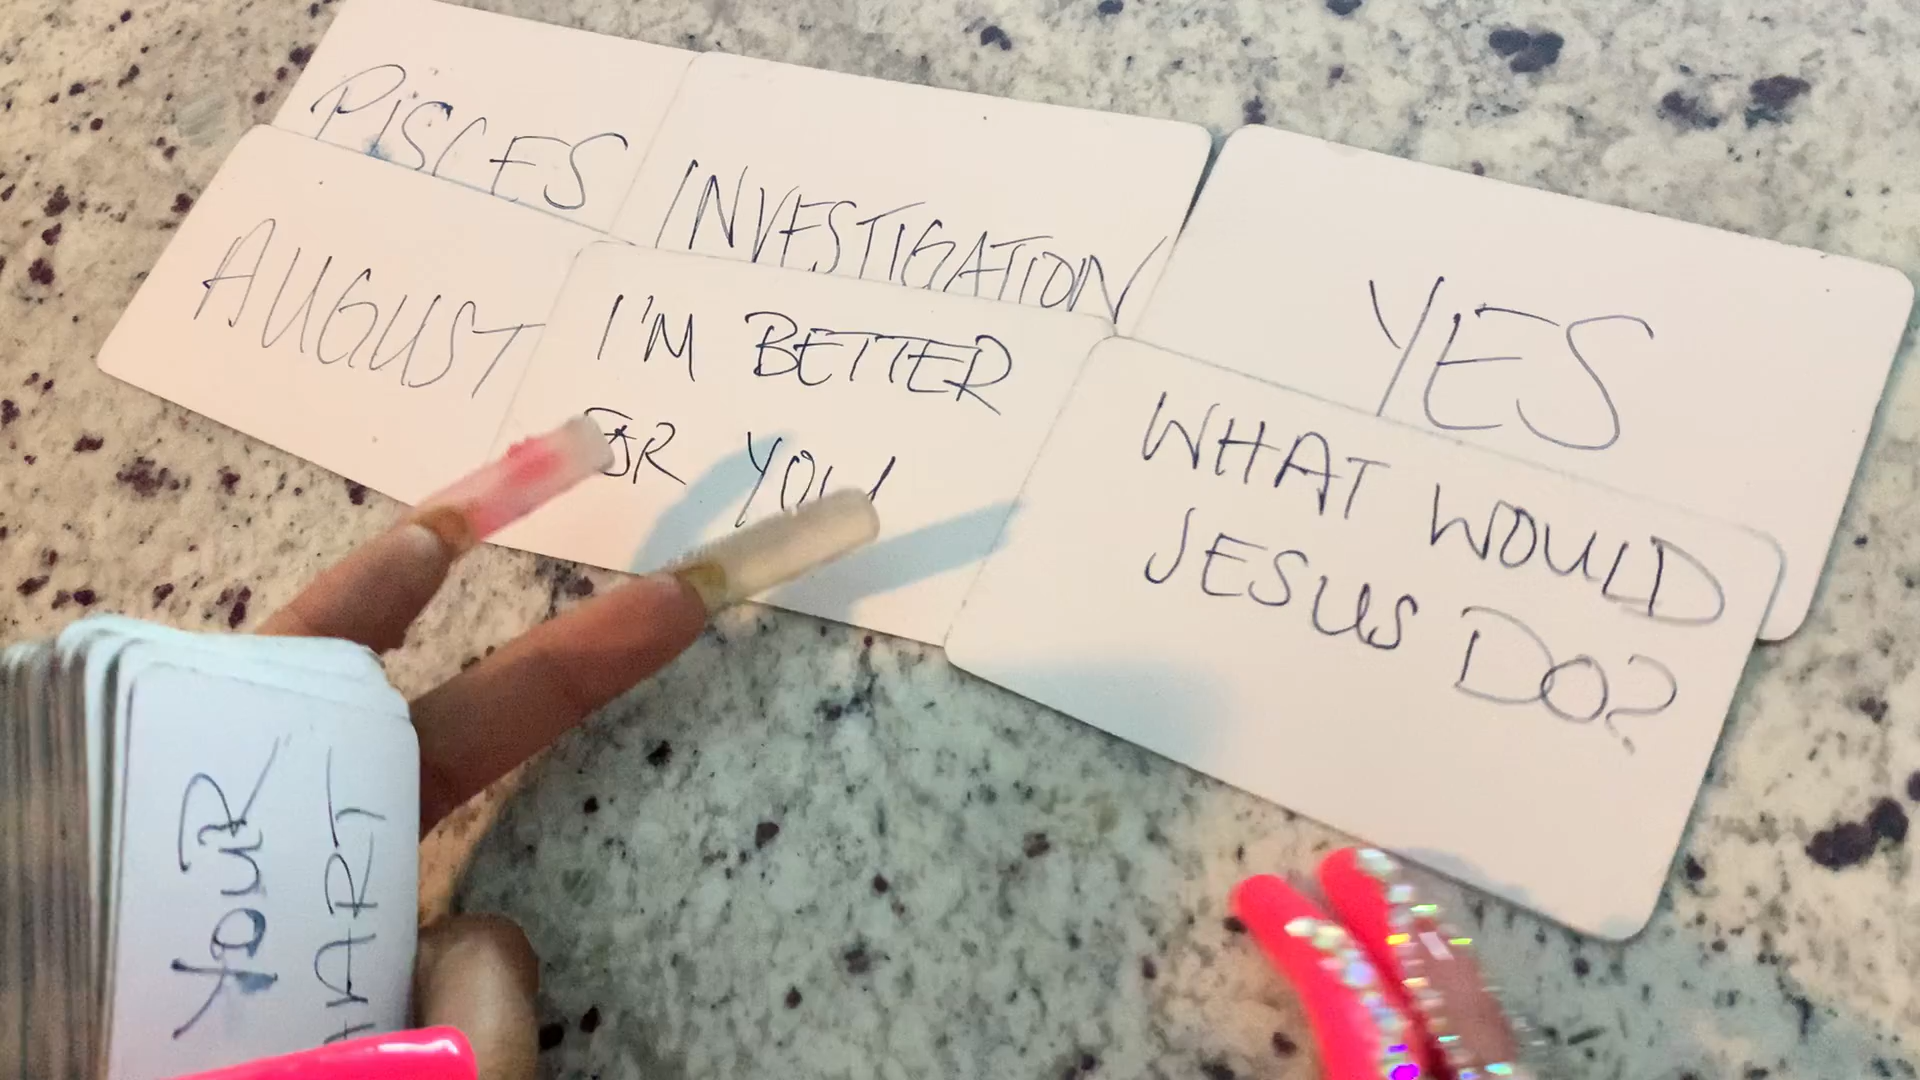 PISCES
INVESTIGATION
YES
AUGUST
I'M BETTER
FOR YOU
WHAT WOULD
JESUS DO?
YOUR